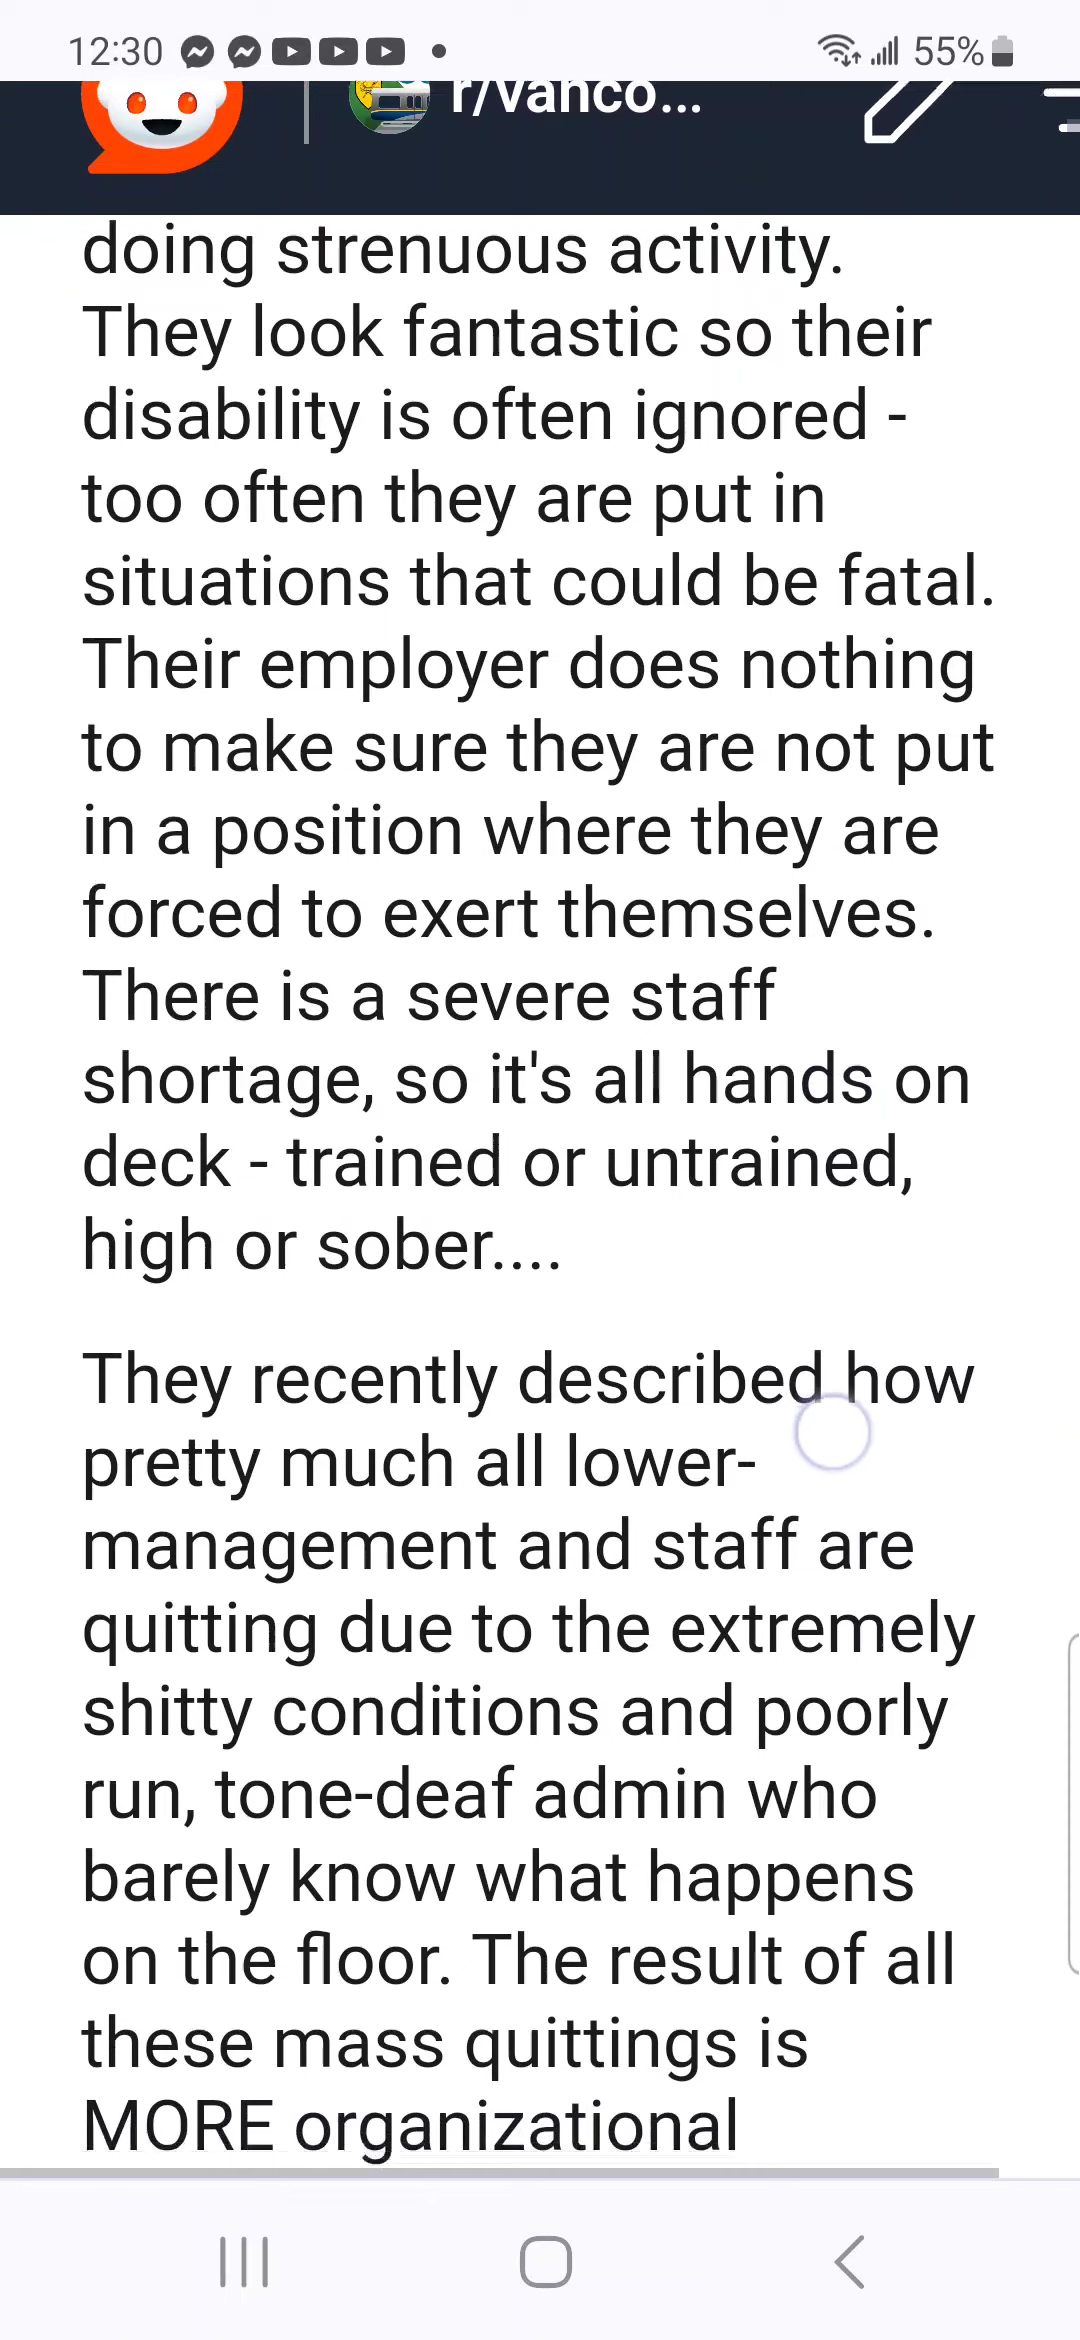 12:30
55%
r/vanco...
doing strenuous activity.
They look fantastic so their
disability is often ignored -
too often they are put in
situations that could be fatal.
Their employer does nothing
to make sure they are not put
in a position where they are
forced to exert themselves.
There is a severe staff
shortage, so it's all hands on
deck - trained or untrained,
high or sober....
They recently described how
pretty much all lower-
management and staff are
quitting due to the extremely
shitty conditions and poorly
run, tone-deaf admin who
barely know what happens
on the floor. The result of all
these mass quittings is
MORE organizational